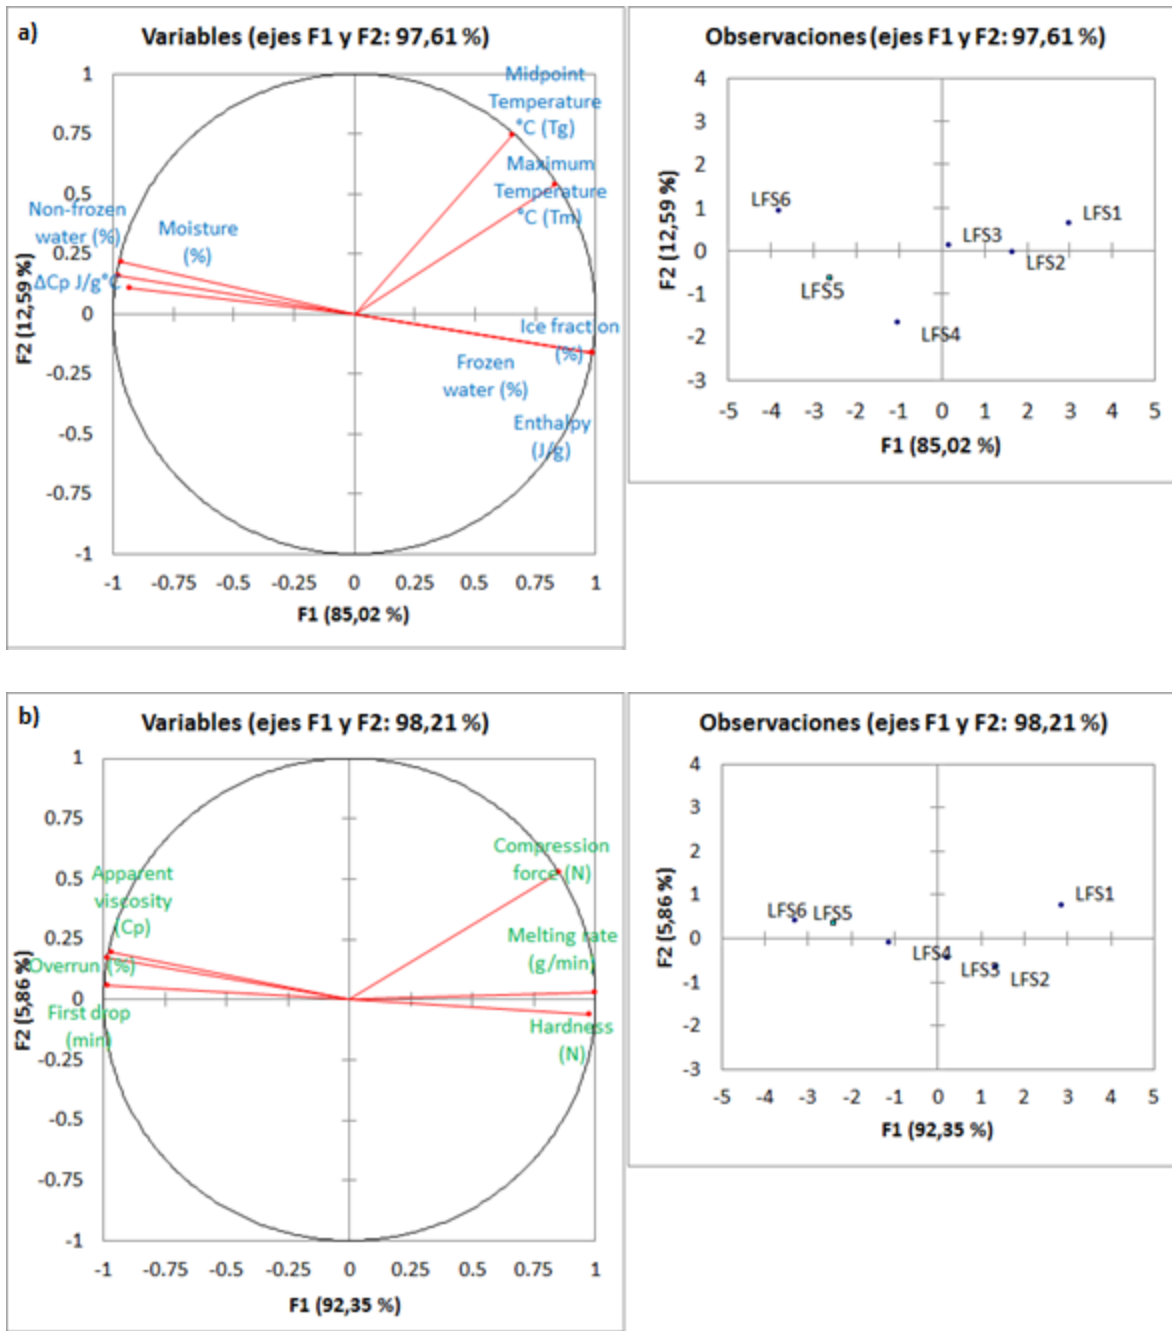 a)
Variables (ejes F1 y F2: 97,61 %)
Midpoint
Temperature
°C (Tg)
Maximum
Temperature
°C (Tm)
Non-frozen
water (%)
Moisture
(%)
ΔCp J/g°C
Ice fraction
(%)
Frozen
water (%)
Enthalpy
(J/g)
1
0.75
0.5
0.25
0
-0.25
-0.5
-0.75
-1
F2 (12,59 %)
-1 -0.75 -0.5 -0.25 0 0.25 0.5 0.75 1
F1 (85,02 %)
Observaciones (ejes F1 y F2: 97,61 %)
4
3
2
1
0
-1
-2
-3
F2 (12,59 %)
LFS6
LFS1
LFS3
LFS2
LFS5
LFS4
-5 -4 -3 -2 -1 0 1 2 3 4 5
F1 (85,02 %)
b)
Variables (ejes F1 y F2: 98,21 %)
Compression
force (N)
Apparent
viscosity
(Cp)
Melting rate
(g/min)
Overrun (%)
First drop
(min)
Hardness
(N)
1
0.75
0.5
0.25
0
-0.25
-0.5
-0.75
-1
F2 (5,86 %)
-1 -0.75 -0.5 -0.25 0 0.25 0.5 0.75 1
F1 (92,35 %)
Observaciones (ejes F1 y F2: 98,21 %)
4
3
2
1
0
-1
-2
-3
F2 (5,86 %)
LFS1
LFS6 LFS5
LFS4
LFS3
LFS2
-5 -4 -3 -2 -1 0 1 2 3 4 5
F1 (92,35 %)